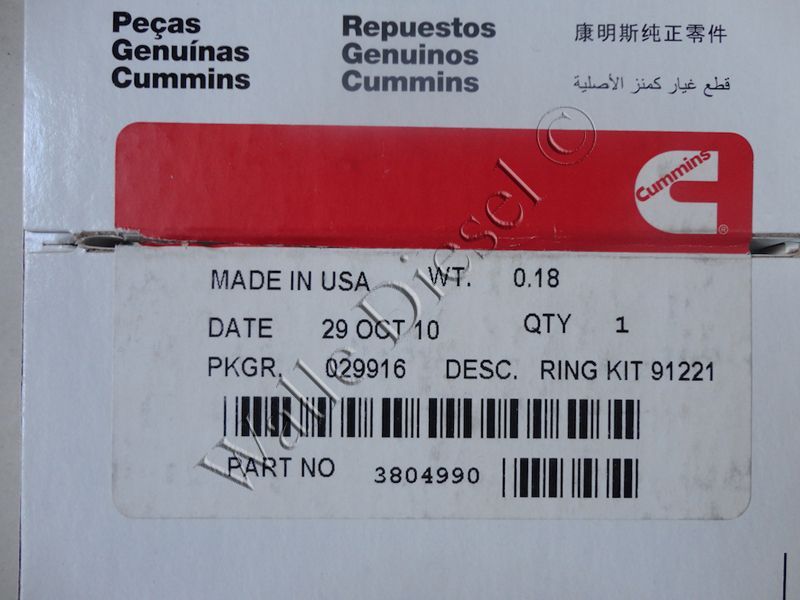 Peças
Genuínas
Cummins
Repuestos
Genuinos
Cummins
康明斯纯正零件
قطع غيار كمنز الأصلية
Cummins
®
MADE IN USA WT. 0.18
DATE 29 OCT 10 QTY 1
PKGR. 029916 DESC. RING KIT 91221
PART NO 3804990
Walle Diesel ©